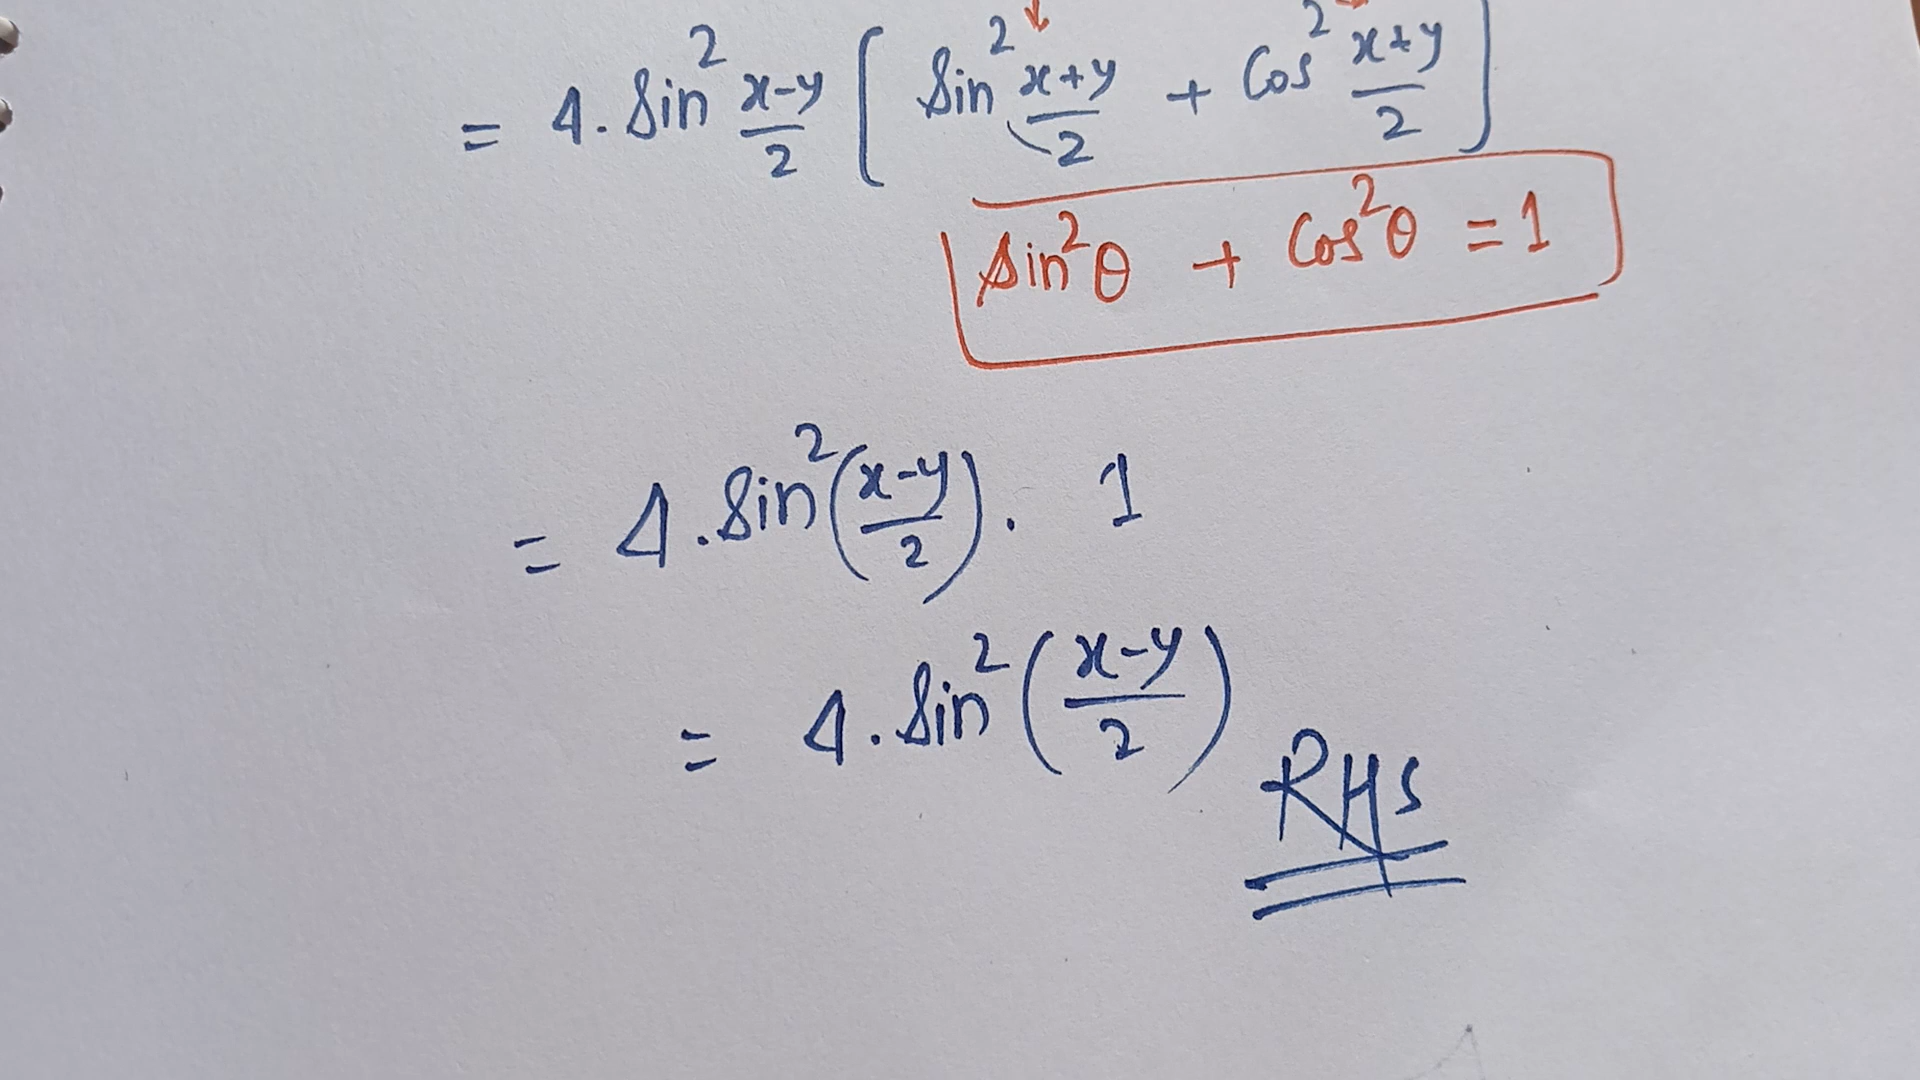 = 4. Sin² x-y/2 [ Sin² x+y/2 + Cos² x+y/2 ]
Sin²θ + Cos²θ = 1
= 4. Sin² (x-y/2) . 1
= 4. Sin² (x-y/2)
RHS